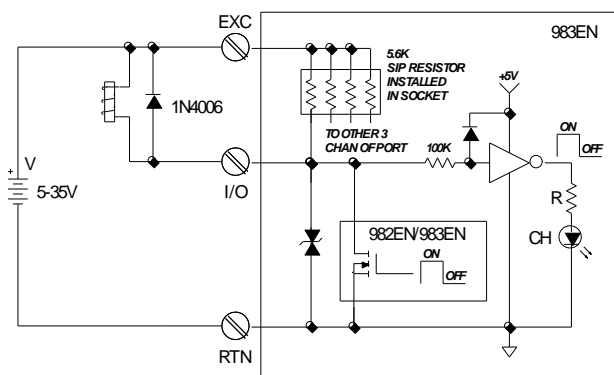 EXC
983EN
5.6K
SIP RESISTOR
INSTALLED
IN SOCKET
+5V
1N4006
TO OTHER 3
CHAN OF PORT
100K
ON
OFF
+
V
5-35V
I/O
R
982EN/983EN
ON
OFF
CH
RTN